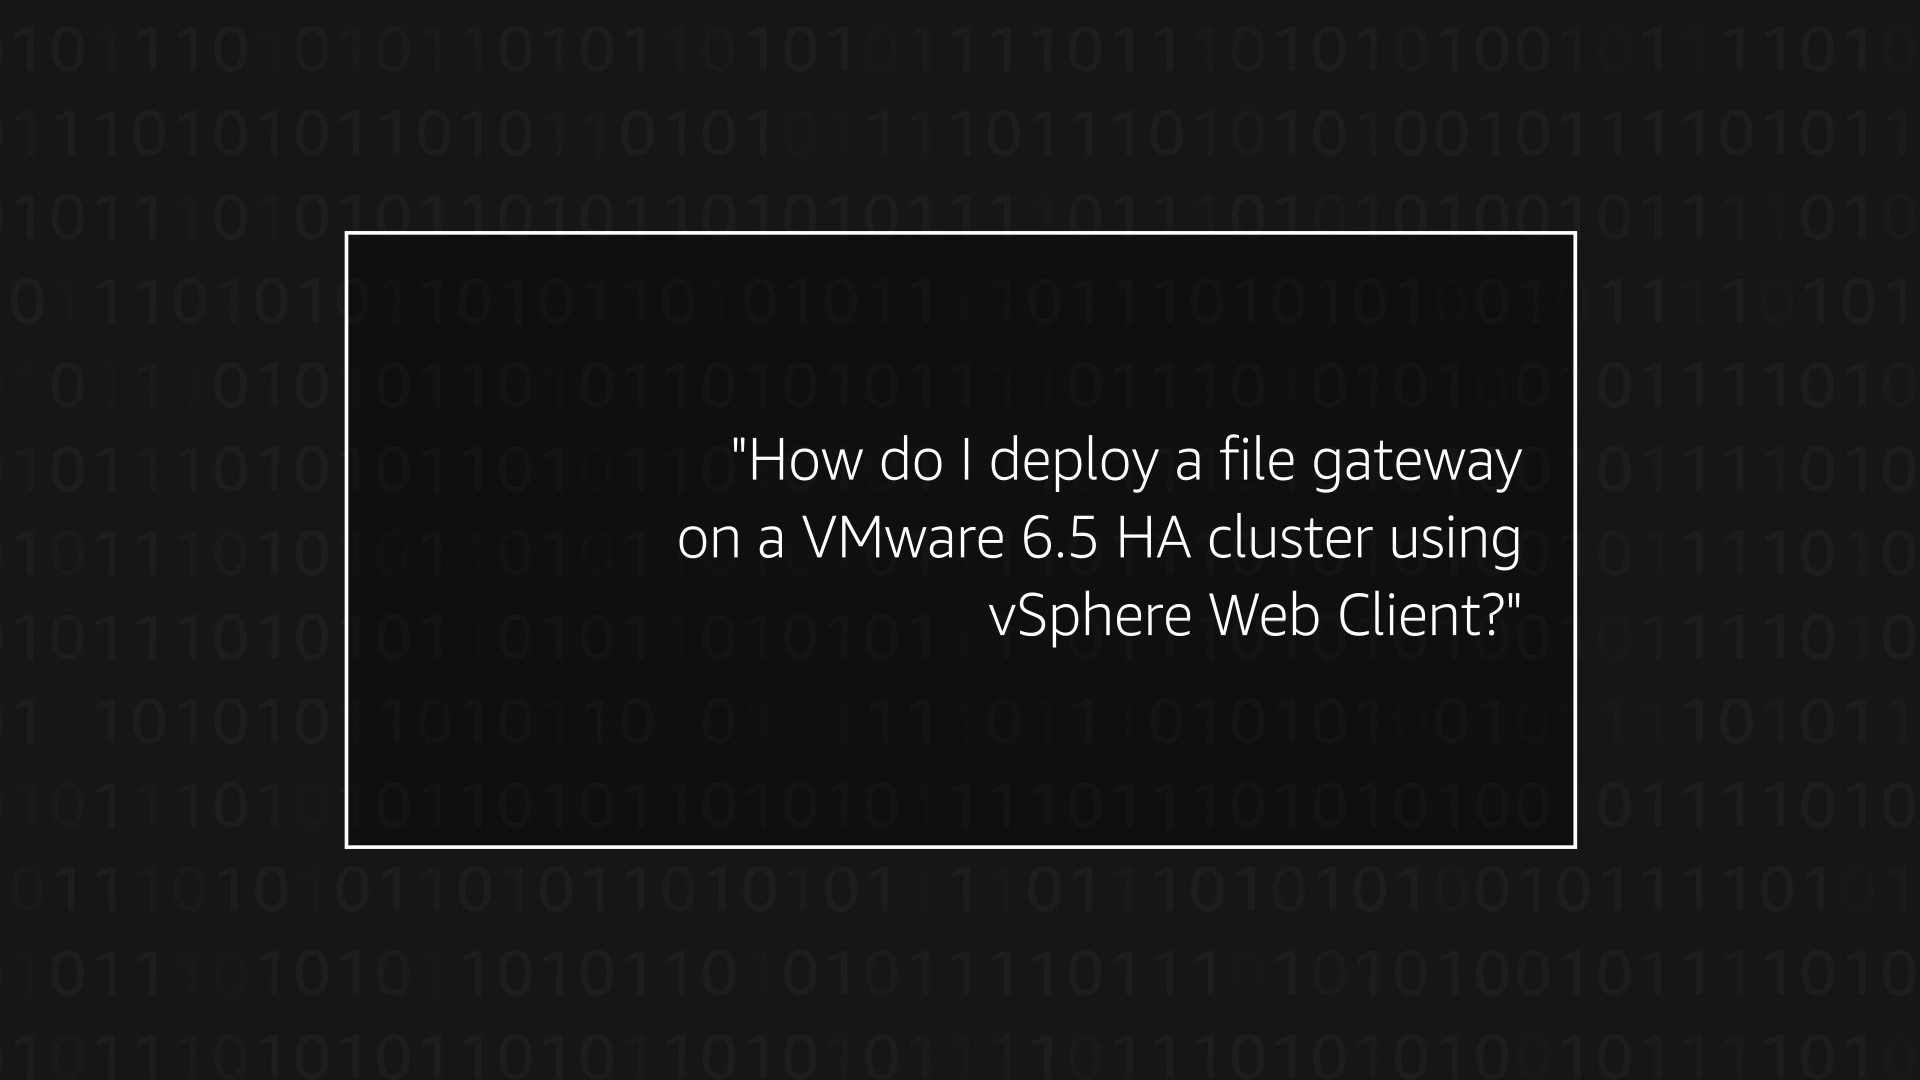 "How do I deploy a file gateway
on a VMware 6.5 HA cluster using
vSphere Web Client?"